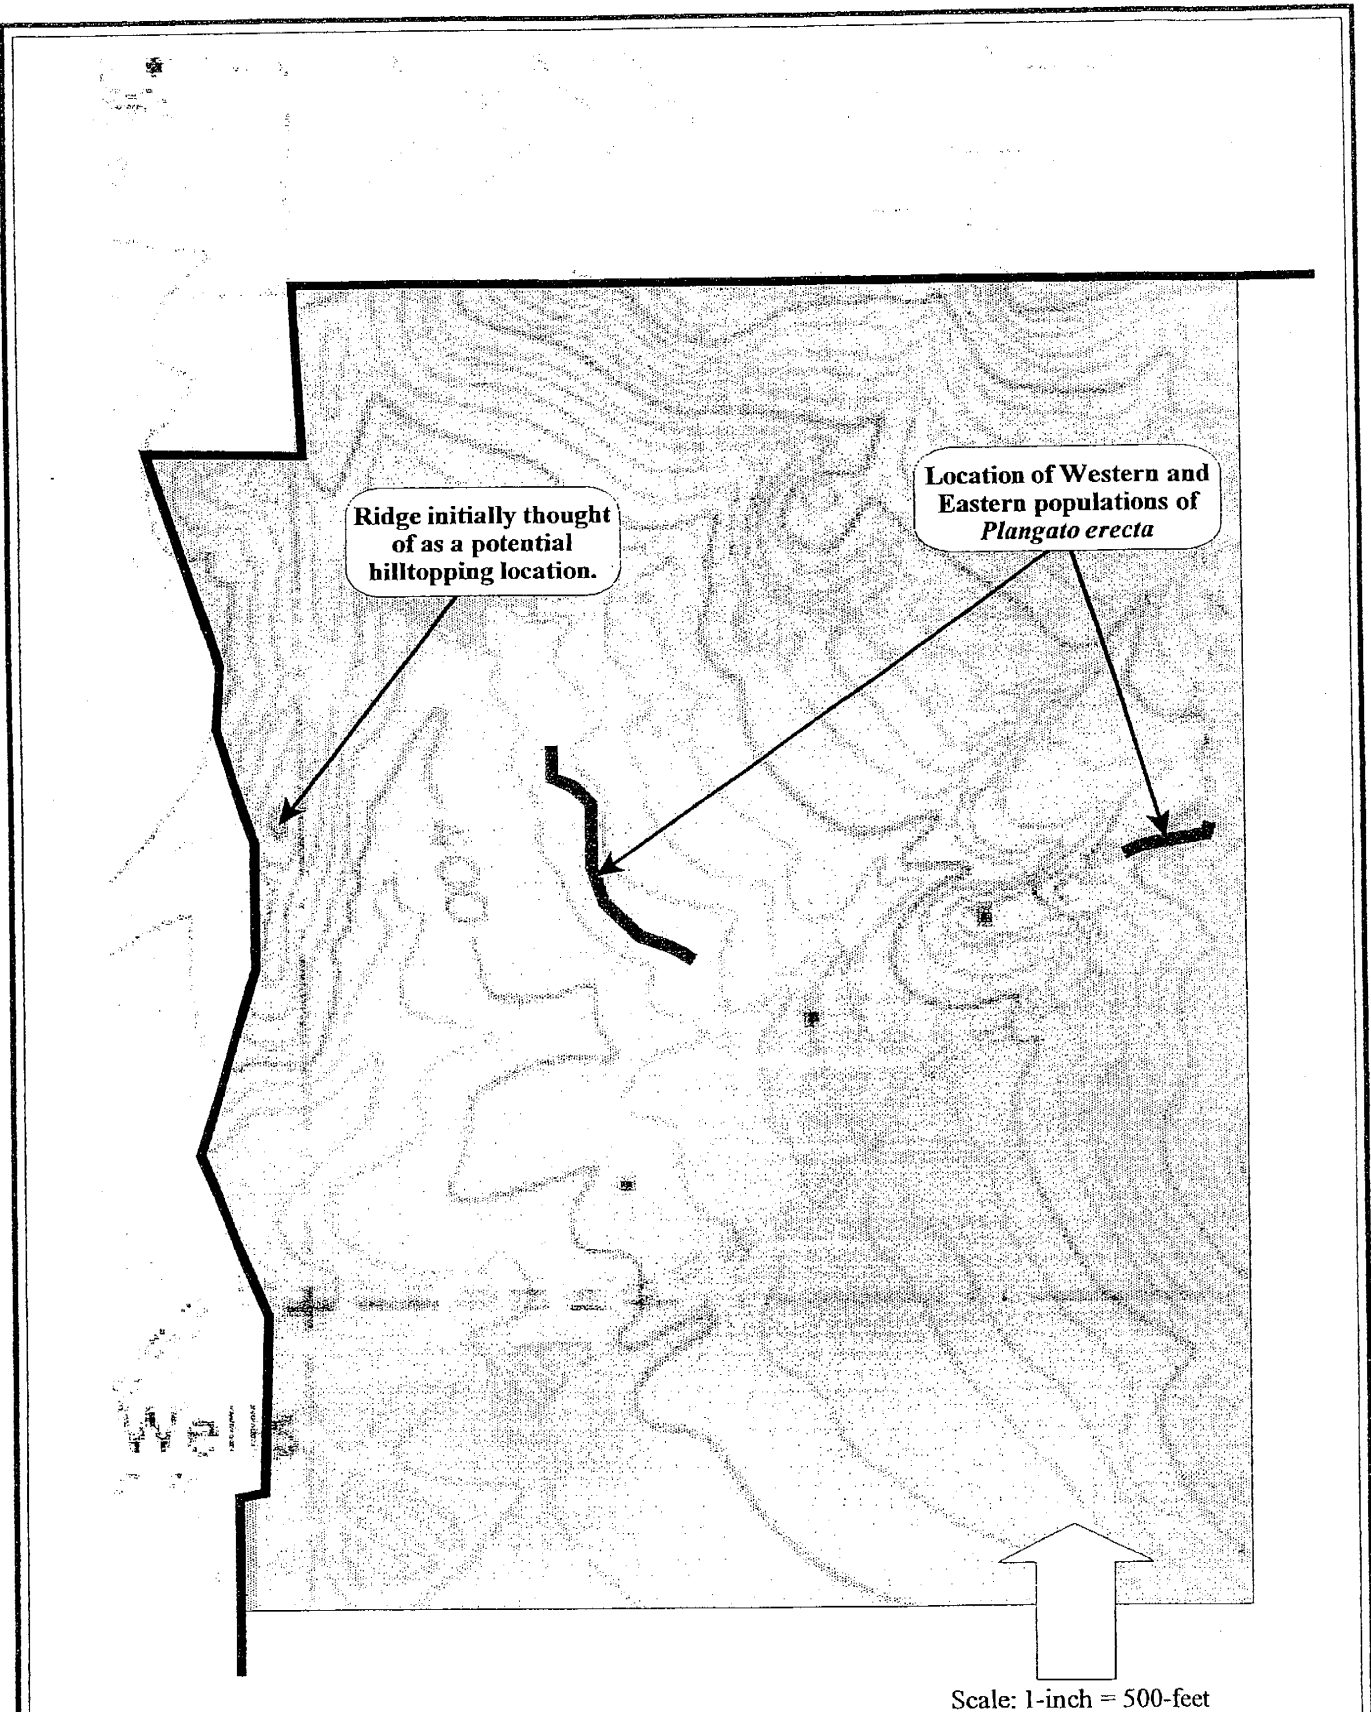 Ridge initially thought
of as a potential
hilltopping location.
Location of Western and
Eastern populations of
Plangato erecta
Wells
Scale: 1-inch = 500-feet